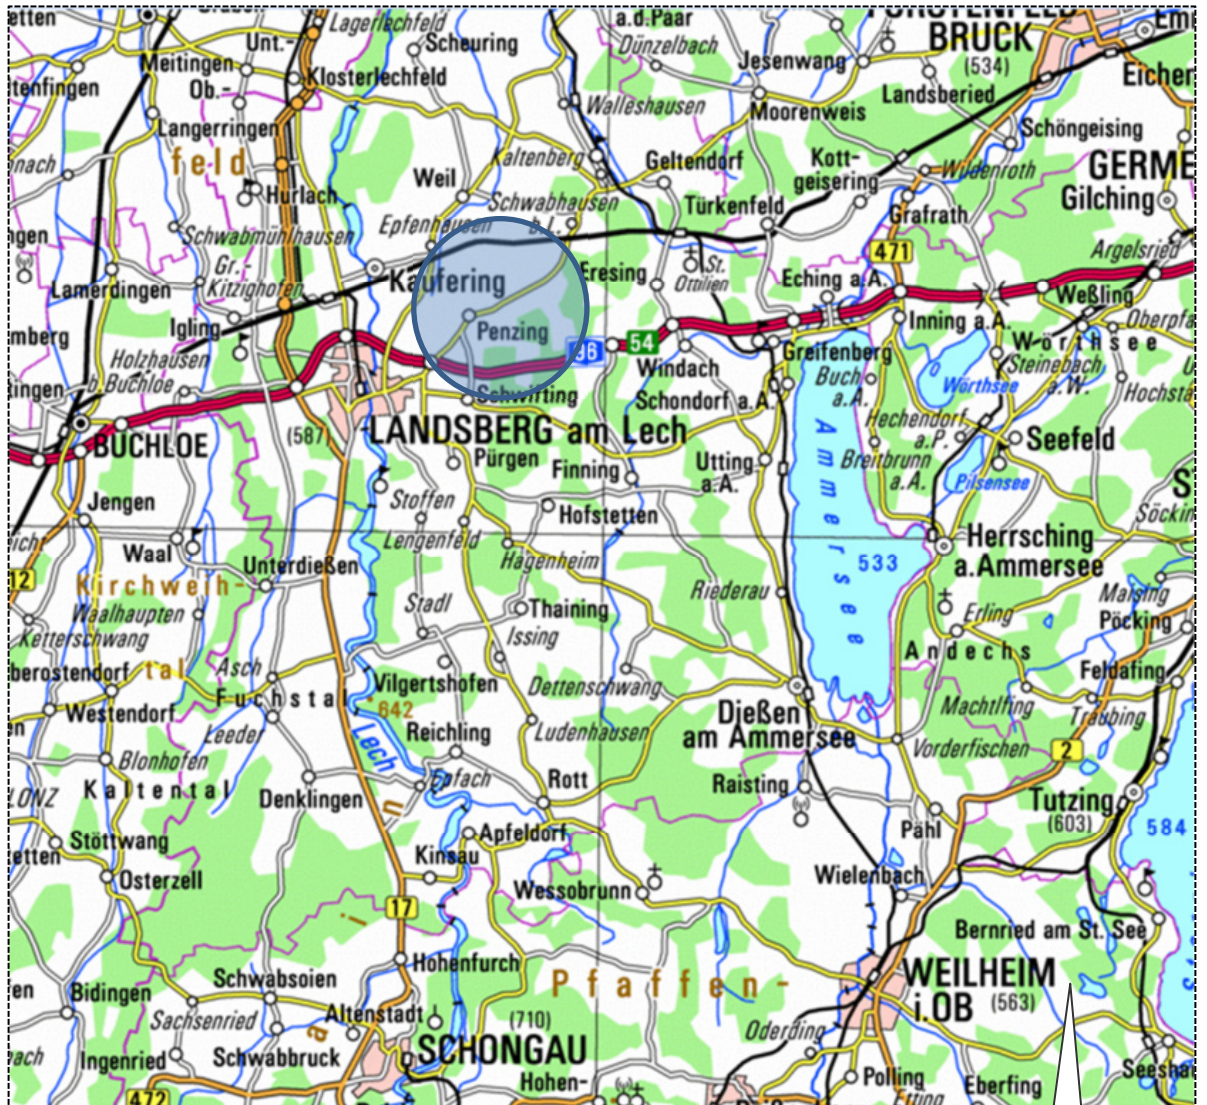 Lagerlechfeld
a.d.Paar
Unt.-
Scheuring
Dünzelbach
BRUCK
(534)
Meitingen
Jesenwang
Eichen
Klosterlechfeld
Ob.-
Walleshausen
Landsberied
Moorenweis
Langerringen
Schöngeising
feld
Kaltenberg
Geltendorf
Kott-
geisering
Wildenroth
GERME
Weil
Gilching
Hurlach
Schwabhausen
b.L.
Türkenfeld
Grafrath
Epfenhausen
Schwabmühlhausen
471
Argelsried
Gr.-
Kitzighofen
Kaufering
Eresing
St.
Ottilien
Eching a.A.
Lamerdingen
Weßling
Igling
Penzing
96
54
Inning a.A.
Oberpfa
Wörthsee
Holzhausen
b.Buchloe
Windach
Greifenberg
Steinebach
a.W.
Buch
a.A.
Wörthsee
Schwifting
Schondorf a.A.
Hechendorf
a.P.
(587)
LANDSBERG am Lech
Seefeld
BUCHLOE
Pürgen
Finning
Utting
a.A.
Breitbrunn
a.A.
Pilsensee
Jengen
Stoffen
Hofstetten
Ammersee
Waal
Lengenfeld
Hagenheim
Herrsching
a.Ammersee
533
Unterdießen
12
Kirchweih-
tal
Waalhaupten
Stadl
Thaining
Riederau
Maising
Erling
Pöcking
Ketterschwang
Issing
Andechs
Asch
Feldafing
Fuchstal
Vilgertshofen
Dettenschwang
642
Machtlfing
Traubing
Westendorf
Leeder
Lech
Reichling
Ludenhausen
Dießen
am Ammersee
Vorderfischen
2
Blonhofen
Kaltental
Epfach
Rott
Raisting
Denklingen
Tutzing
(603)
584
Apfeldorf
Pähl
Stöttwang
Kinsau
Osterzell
Wessobrunn
Wielenbach
17
Bernried am St. See
Hohenfurch
Pfaffen-
WEILHEIM
i.OB
(563)
Schwabsoien
Bidingen
Altenstadt
(710)
Sachsenried
Oderding
SCHONGAU
Ingenried
Schwabbruck
Hohen-
Polling
Eberfing
Seeshau
472